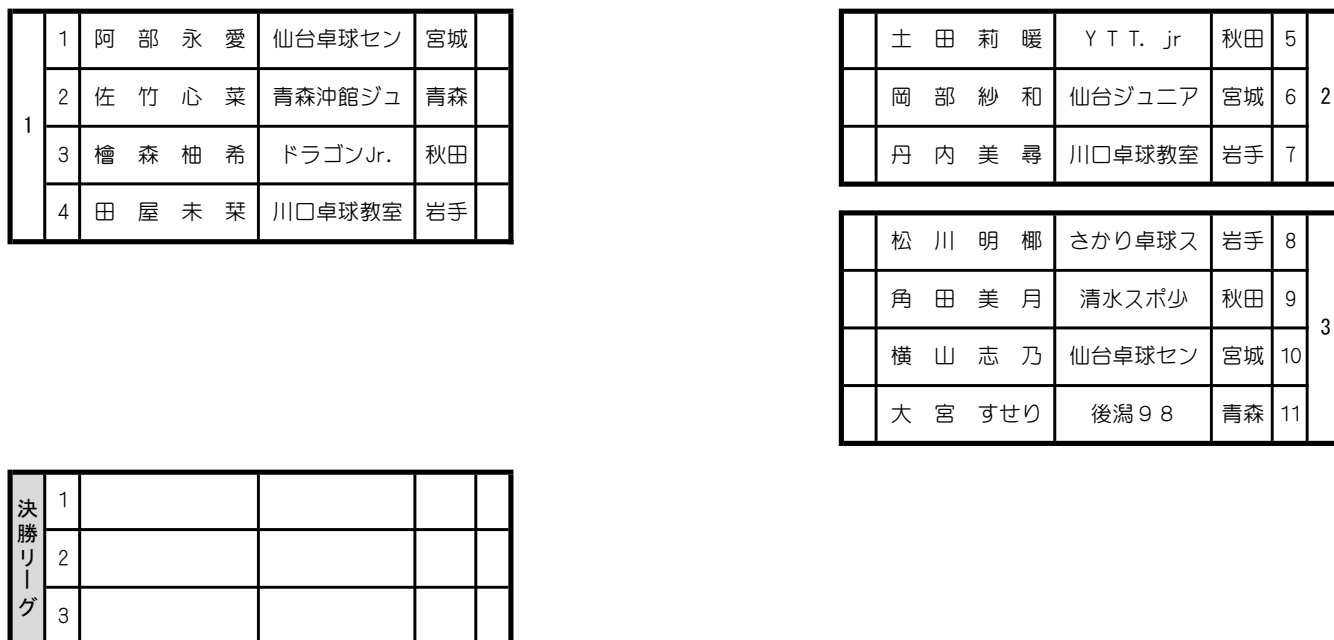 1
1 阿部永愛 仙台卓球セン 宮城
2 佐竹心菜 青森沖館ジュ 青森
3 檜森柚希 ドラゴンJr. 秋田
4 田屋未栞 川口卓球教室 岩手
土田莉暖 YTT. jr 秋田 5
岡部紗和 仙台ジュニア 宮城 6
丹内美尋 川口卓球教室 岩手 7
2
松川明椰 さかり卓球ス 岩手 8
角田美月 清水スポ少 秋田 9
横山志乃 仙台卓球セン 宮城 10
大宮すせり 後潟98 青森 11
3
決勝リーグ
1
2
3